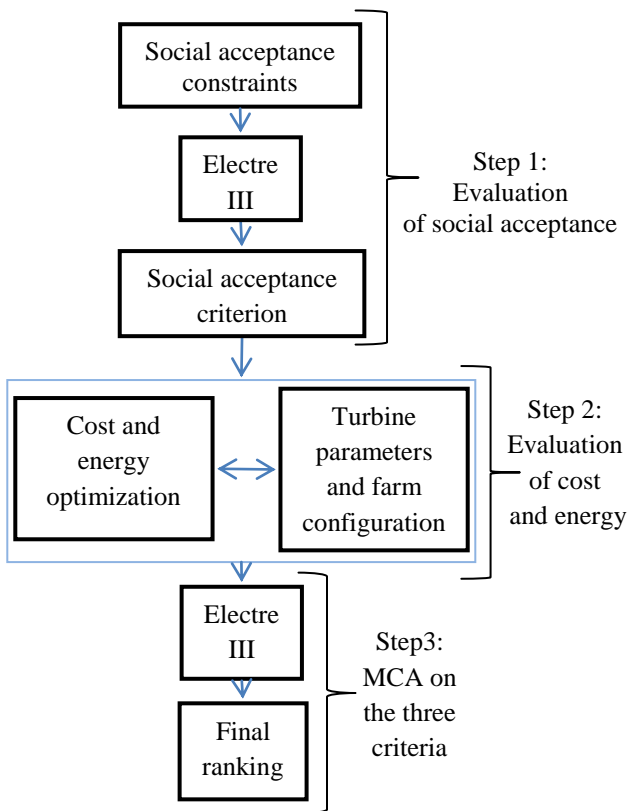 Social acceptance
constraints
Electre
III
Social acceptance
criterion
Step 1:
Evaluation
of social acceptance
Cost and
energy
optimization
Turbine
parameters
and farm
configuration
Step 2:
Evaluation
of cost
and energy
Electre
III
Final
ranking
Step3:
MCA on
the three
criteria